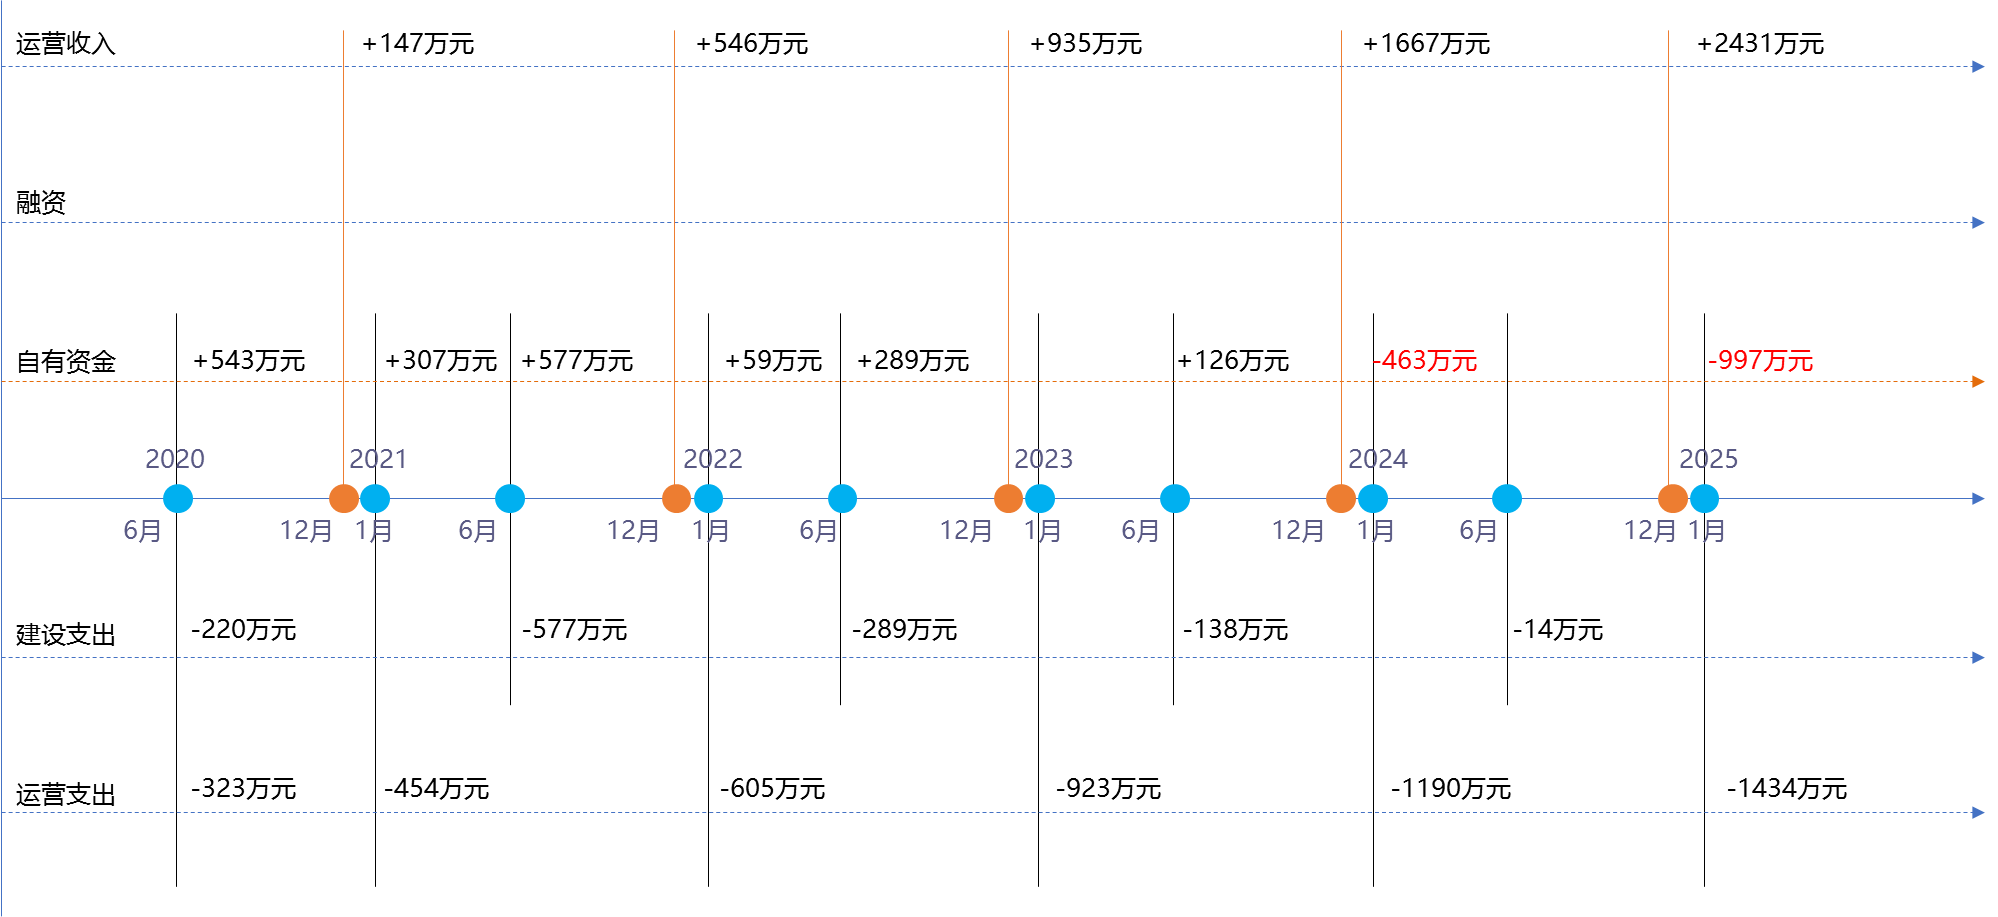 运营收入 +147万元 +546万元 +935万元 +1667万元 +2431万元
融资
自有资金 +543万元 +307万元 +577万元 +59万元 +289万元 +126万元 -463万元 -997万元
2020 2021 2022 2023 2024 2025
6月 12月 1月 6月 12月 1月 6月 12月 1月 6月 12月 1月 6月 12月 1月
建设支出 -220万元 -577万元 -289万元 -138万元 -14万元
运营支出 -323万元 -454万元 -605万元 -923万元 -1190万元 -1434万元